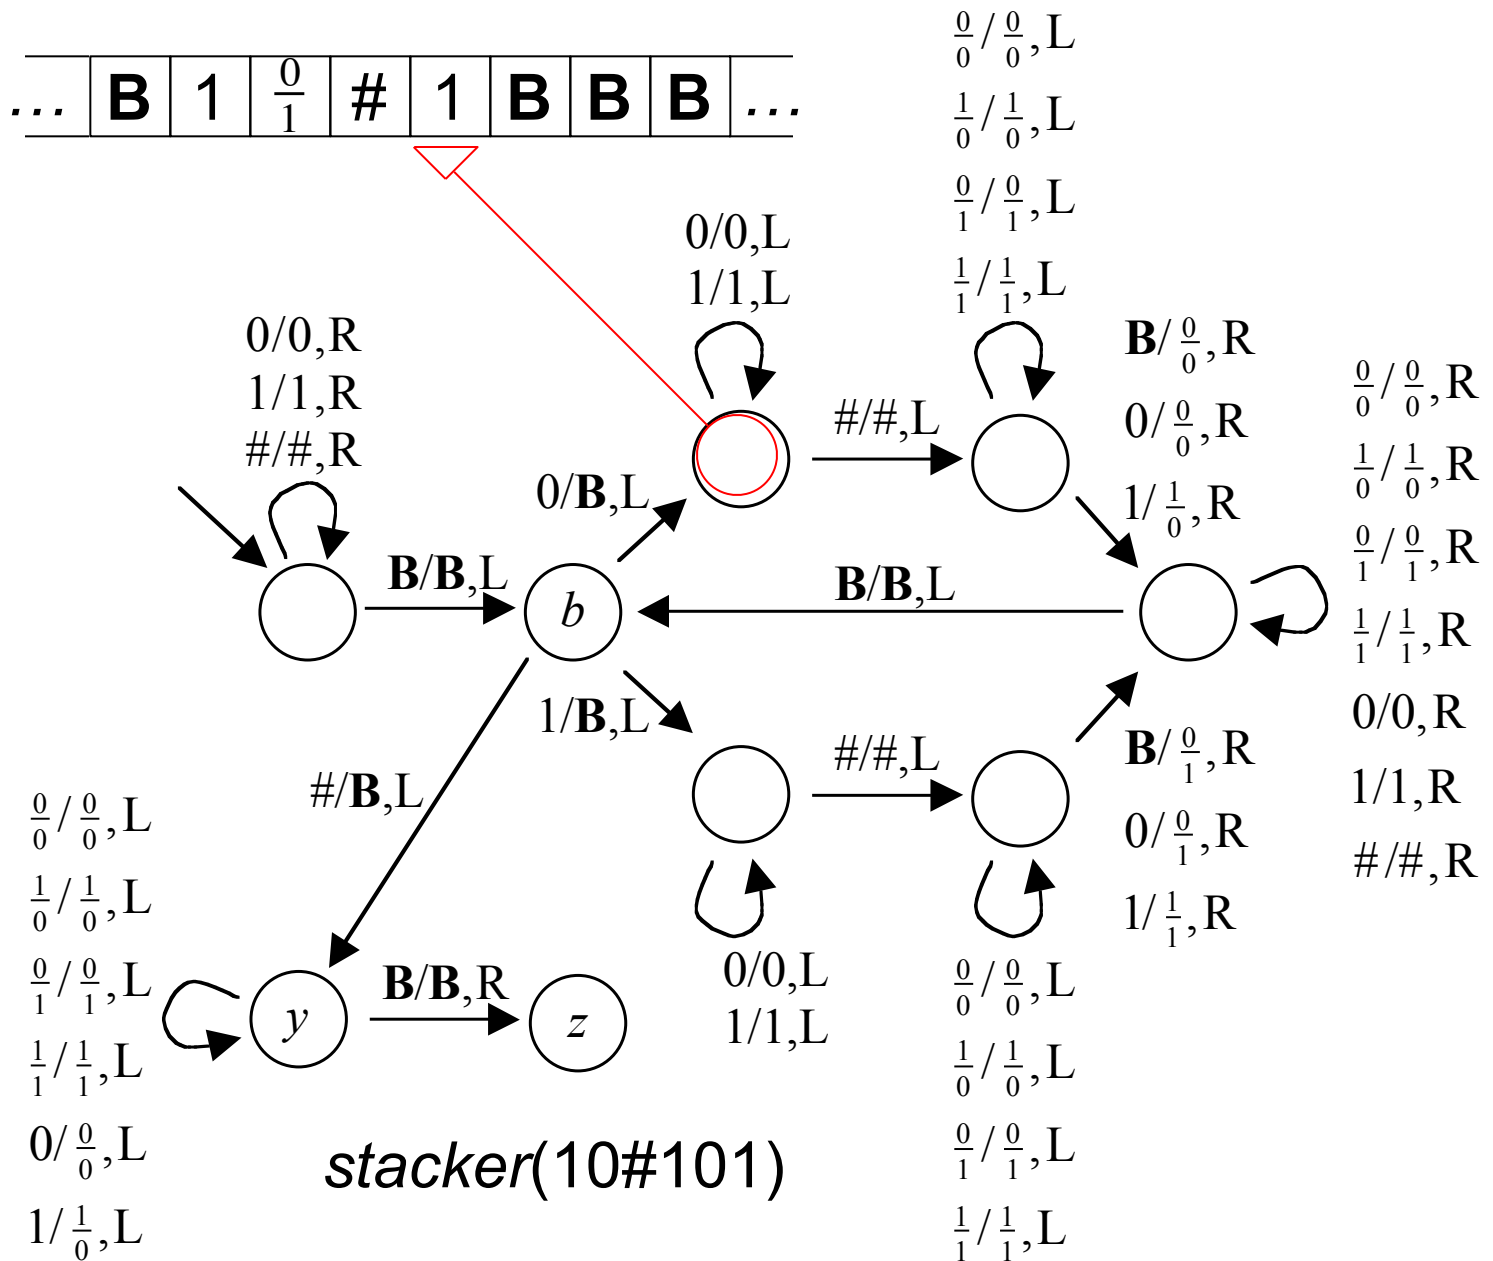 ... B 1 0/1 # 1 B B B ...
0/0 / 0/0, L
1/0 / 1/0, L
0/1 / 0/1, L
1/1 / 1/1, L
0/0,L
1/1,L
0/0,R
1/1,R
#/#,R
#/#,L
B/ 0/0, R
0/ 0/0, R
1/ 1/0, R
0/0 / 0/0, R
1/0 / 1/0, R
0/1 / 0/1, R
1/1 / 1/1, R
0/0, R
1/1, R
#/#, R
0/B,L
B/B,L
b
B/B,L
1/B,L
#/#,L
B/ 0/1, R
0/ 0/1, R
1/ 1/1, R
#/B,L
0/0 / 0/0, L
1/0 / 1/0, L
0/1 / 0/1, L
1/1 / 1/1, L
0/ 0/0, L
1/ 1/0, L
y
B/B,R
z
0/0,L
1/1,L
0/0 / 0/0, L
1/0 / 1/0, L
0/1 / 0/1, L
1/1 / 1/1, L
stacker(10#101)